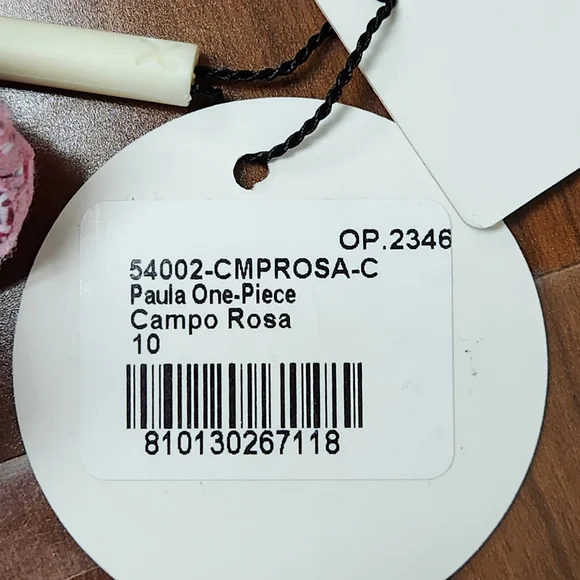 OP.2346
54002-CMPROSA-C
Paula One-Piece
Campo Rosa
10
810130267118